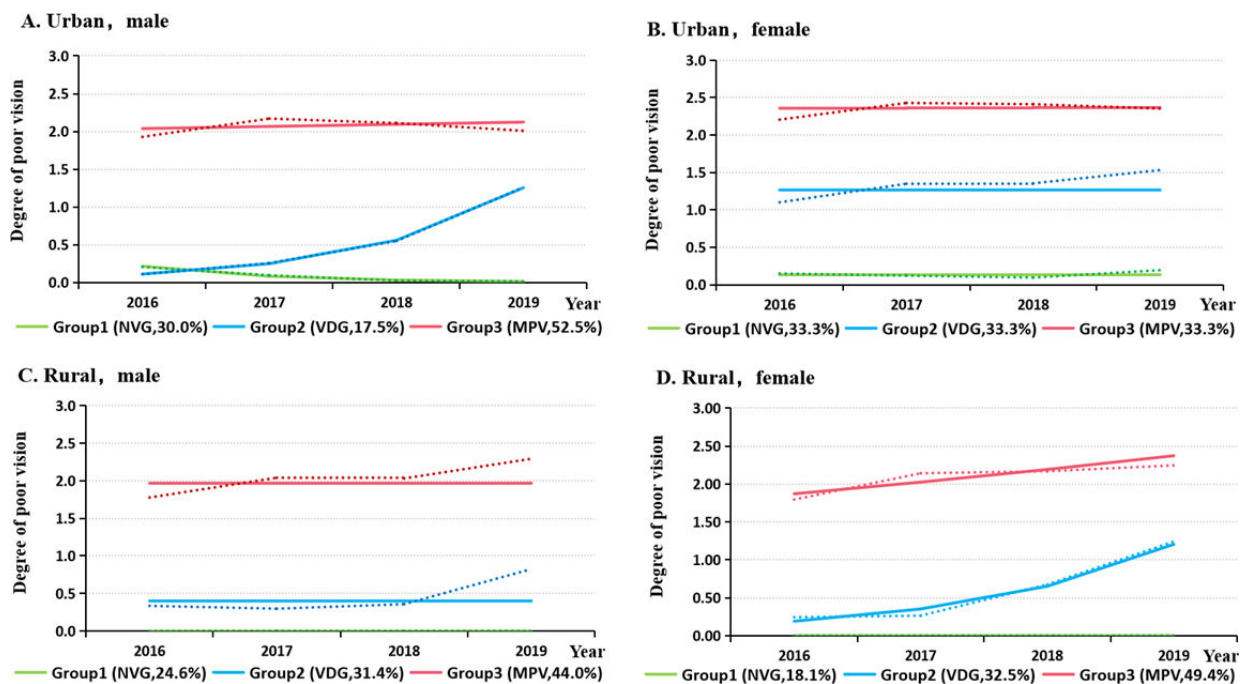 A. Urban, male
Degree of poor vision
3.0
2.5
2.0
1.5
1.0
0.5
0.0
2016 2017 2018 2019 Year
Group1 (NVG,30.0%) Group2 (VDG,17.5%) Group3 (MPV,52.5%)
B. Urban, female
Degree of poor vision
3.0
2.5
2.0
1.5
1.0
0.5
0.0
2016 2017 2018 2019 Year
Group1 (NVG,33.3%) Group2 (VDG,33.3%) Group3 (MPV,33.3%)
C. Rural, male
Degree of poor vision
3.0
2.5
2.0
1.5
1.0
0.5
0.0
2016 2017 2018 2019 Year
Group1 (NVG,24.6%) Group2 (VDG,31.4%) Group3 (MPV,44.0%)
D. Rural, female
Degree of poor vision
3.00
2.50
2.00
1.50
1.00
0.50
0.00
2016 2017 2018 2019 Year
Group1 (NVG,18.1%) Group2 (VDG,32.5%) Group3 (MPV,49.4%)